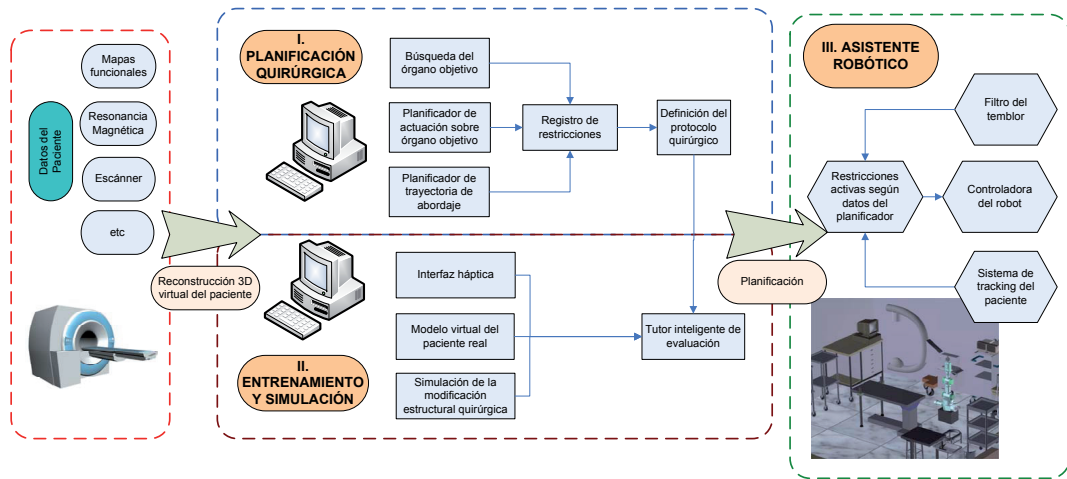 Datos del
Paciente
Mapas
funcionales
Resonancia
Magnética
Escánner
etc
Reconstrucción 3D
virtual del paciente
I.
PLANIFICACIÓN
QUIRÚRGICA
Búsqueda del
órgano objetivo
Planificador de
actuación sobre
órgano objetivo
Planificador de
trayectoria de
abordaje
Registro de
restricciones
Definición del
protocolo
quirúrgico
II.
ENTRENAMIENTO
Y SIMULACIÓN
Interfaz háptica
Modelo virtual del
paciente real
Simulación de la
modificación
estructural quirúrgica
Tutor inteligente de
evaluación
Planificación
III. ASISTENTE
ROBÓTICO
Filtro del
temblor
Restricciones
activas según
datos del
planificador
Controladora
del robot
Sistema de
tracking del
paciente